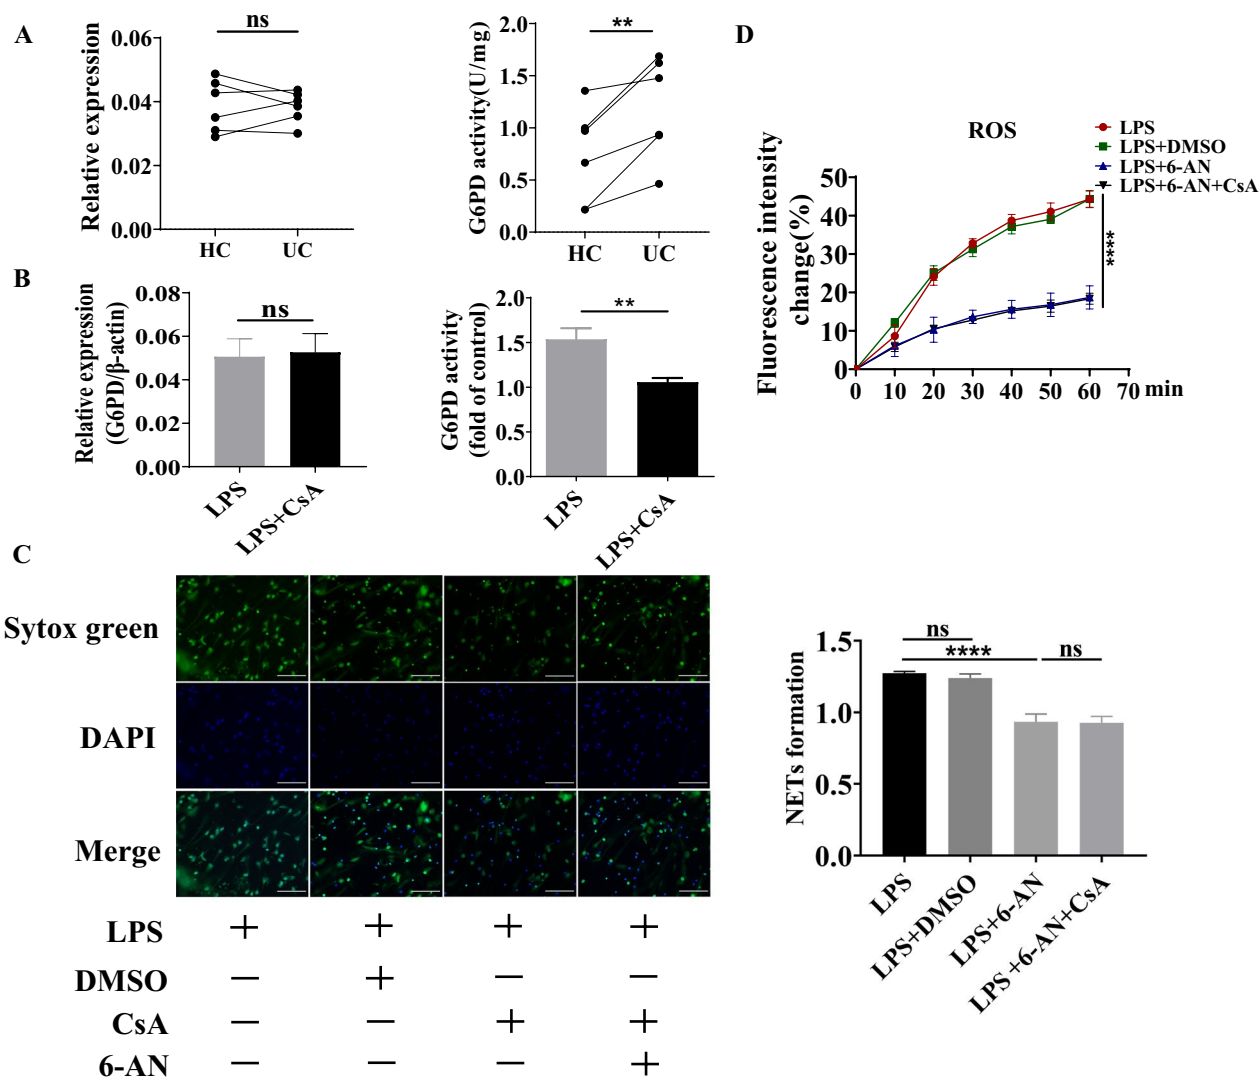 A
Relative expression
0.06
0.04
0.02
0.00
ns
HC
UC
G6PD activity(U/mg)
2.0
1.5
1.0
0.5
0.0
**
HC
UC
B
Relative expression
(G6PD/β-actin)
0.08
0.06
0.04
0.02
0.00
ns
LPS
LPS+CsA
G6PD activity
(fold of control)
2.0
1.5
1.0
0.5
0.0
**
LPS
LPS+CsA
D
ROS
LPS
LPS+DMSO
LPS+6-AN
LPS+6-AN+CsA
Fluorescence intensity
change(%)
50
40
30
20
10
0
0 10 20 30 40 50 60 70 min
****
C
Sytox green
DAPI
Merge
LPS + + + +
DMSO — + — —
CsA — — + +
6-AN — — — +
NETs formation
1.5
1.0
0.5
0.0
ns
**** ns
LPS
LPS+DMSO
LPS+6-AN
LPS +6-AN+CsA